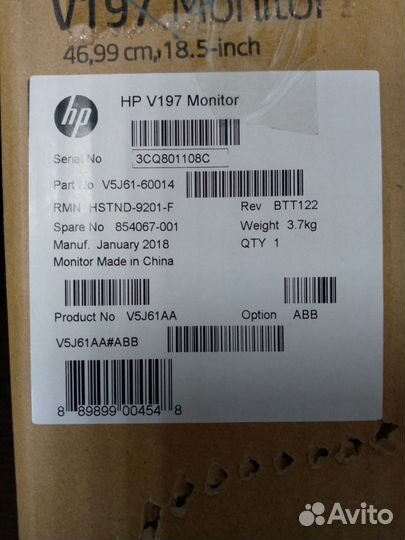 V197 Monitor
46,99 cm, 18.5-inch
hp
HP V197 Monitor
Serial No 3CQ801108C
Part No V5J61-60014
RMN HSTND-9201-F Rev BTT122
Spare No 854067-001 Weight 3.7kg
Manuf. January 2018 QTY 1
Monitor Made in China
Product No V5J61AA Option ABB
V5J61AA#ABB
8 89899 00454 8
Avito